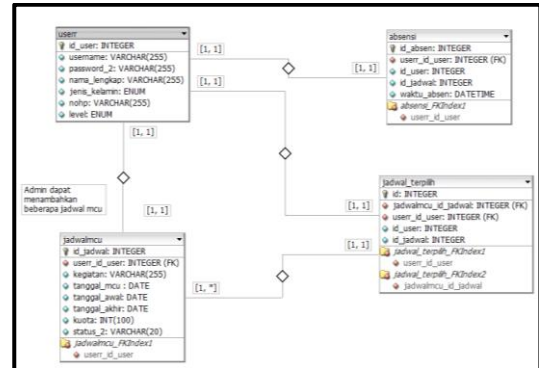 userr
id_user: INTEGER
username: VARCHAR(255)
password_2: VARCHAR(255)
nama_lengkap: VARCHAR(255)
jenis_kelamin: ENUM
nohp: VARCHAR(255)
level: ENUM
[1, 1]
[1, 1]
[1, 1]
absensi
id_absen: INTEGER
userr_id_user: INTEGER (FK)
id_user: INTEGER
id_jadwal: INTEGER
waktu_absen: DATETIME
absensi_FKIndex1
userr_id_user
[1, 1]
Admin dapat
menambahkan
beberapa jadwal mcu
[1, 1]
jadwalmcu
id_jadwal: INTEGER
userr_id_user: INTEGER (FK)
kegiatan: VARCHAR(255)
tanggal_mcu : DATE
tanggal_awal: DATE
tanggal_akhir: DATE
kuota: INT(100)
status_2: VARCHAR(20)
jadwalmcu_FKIndex1
userr_id_user
[1, *]
jadwal_terpilih
id: INTEGER
jadwalmcu_id_jadwal: INTEGER (FK)
userr_id_user: INTEGER (FK)
id_user: INTEGER
id_jadwal: INTEGER
jadwal_terpilih_FKIndex1
userr_id_user
jadwal_terpilih_FKIndex2
jadwalmcu_id_jadwal
[1, 1]
[1, 1]